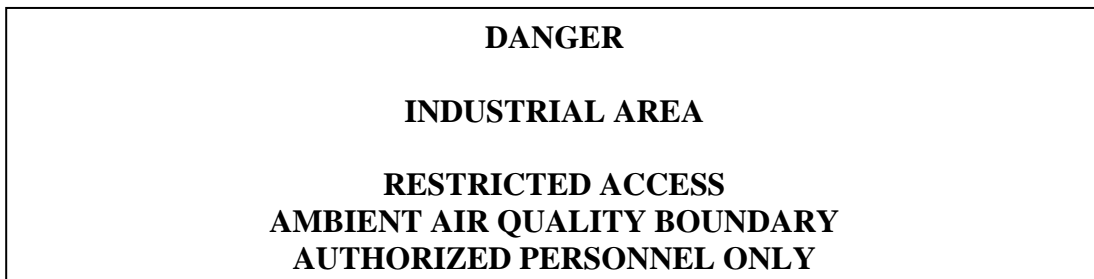 DANGER
INDUSTRIAL AREA
RESTRICTED ACCESS
AMBIENT AIR QUALITY BOUNDARY
AUTHORIZED PERSONNEL ONLY